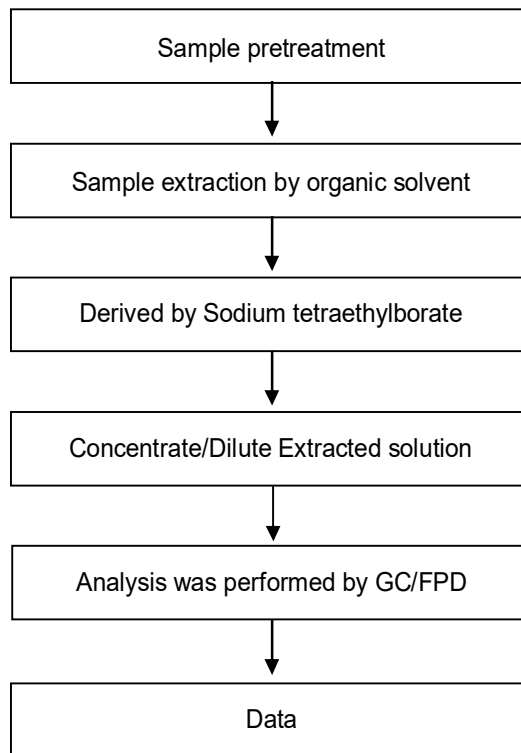 Sample pretreatment
Sample extraction by organic solvent
Derived by Sodium tetraethylborate
Concentrate/Dilute Extracted solution
Analysis was performed by GC/FPD
Data